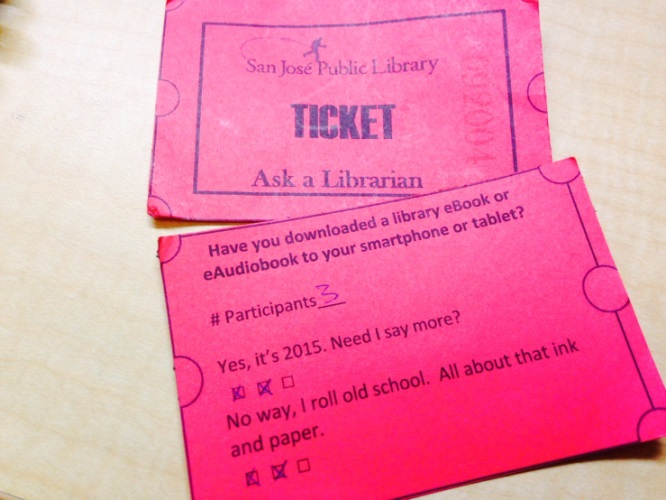 San José Public Library
TICKET
Ask a Librarian
Have you downloaded a library eBook or
eAudiobook to your smartphone or tablet?
# Participants 3
Yes, it's 2015. Need I say more?
No way, I roll old school. All about that ink
and paper.